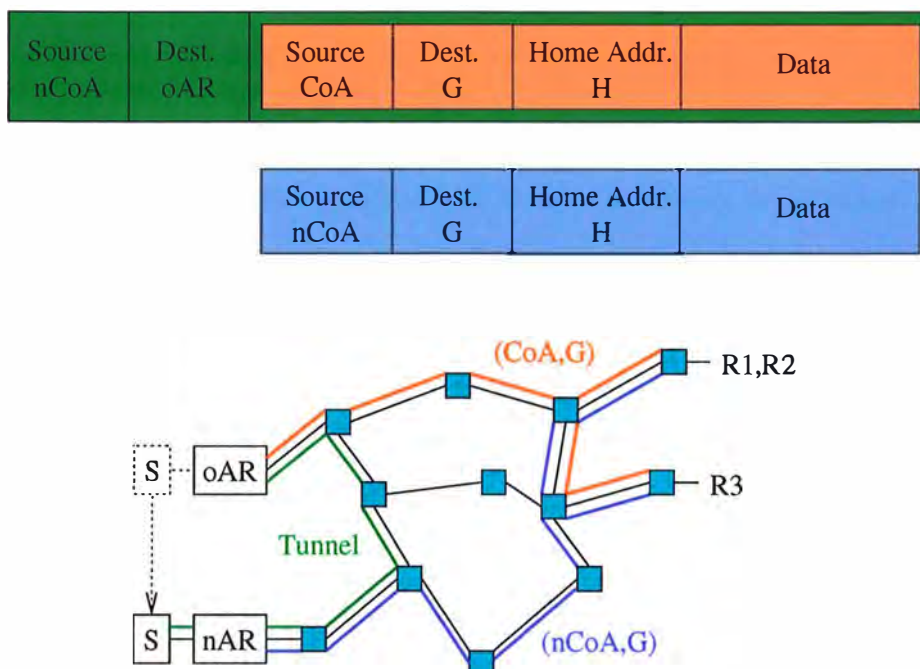 Source Dest. Source Dest. Home Addr. Data
nCoA oAR CoA G H
Source Dest. Home Addr. Data
nCoA G H
(CoA,G)
R1,R2
S oAR
R3
Tunnel
S nAR
(nCoA,G)